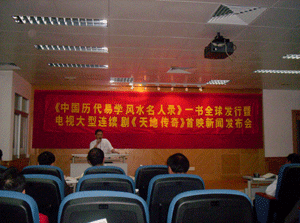 《中国历代易学风水名人录》一书全球发行暨
电视大型连续剧《天地传奇》首映新闻发布会